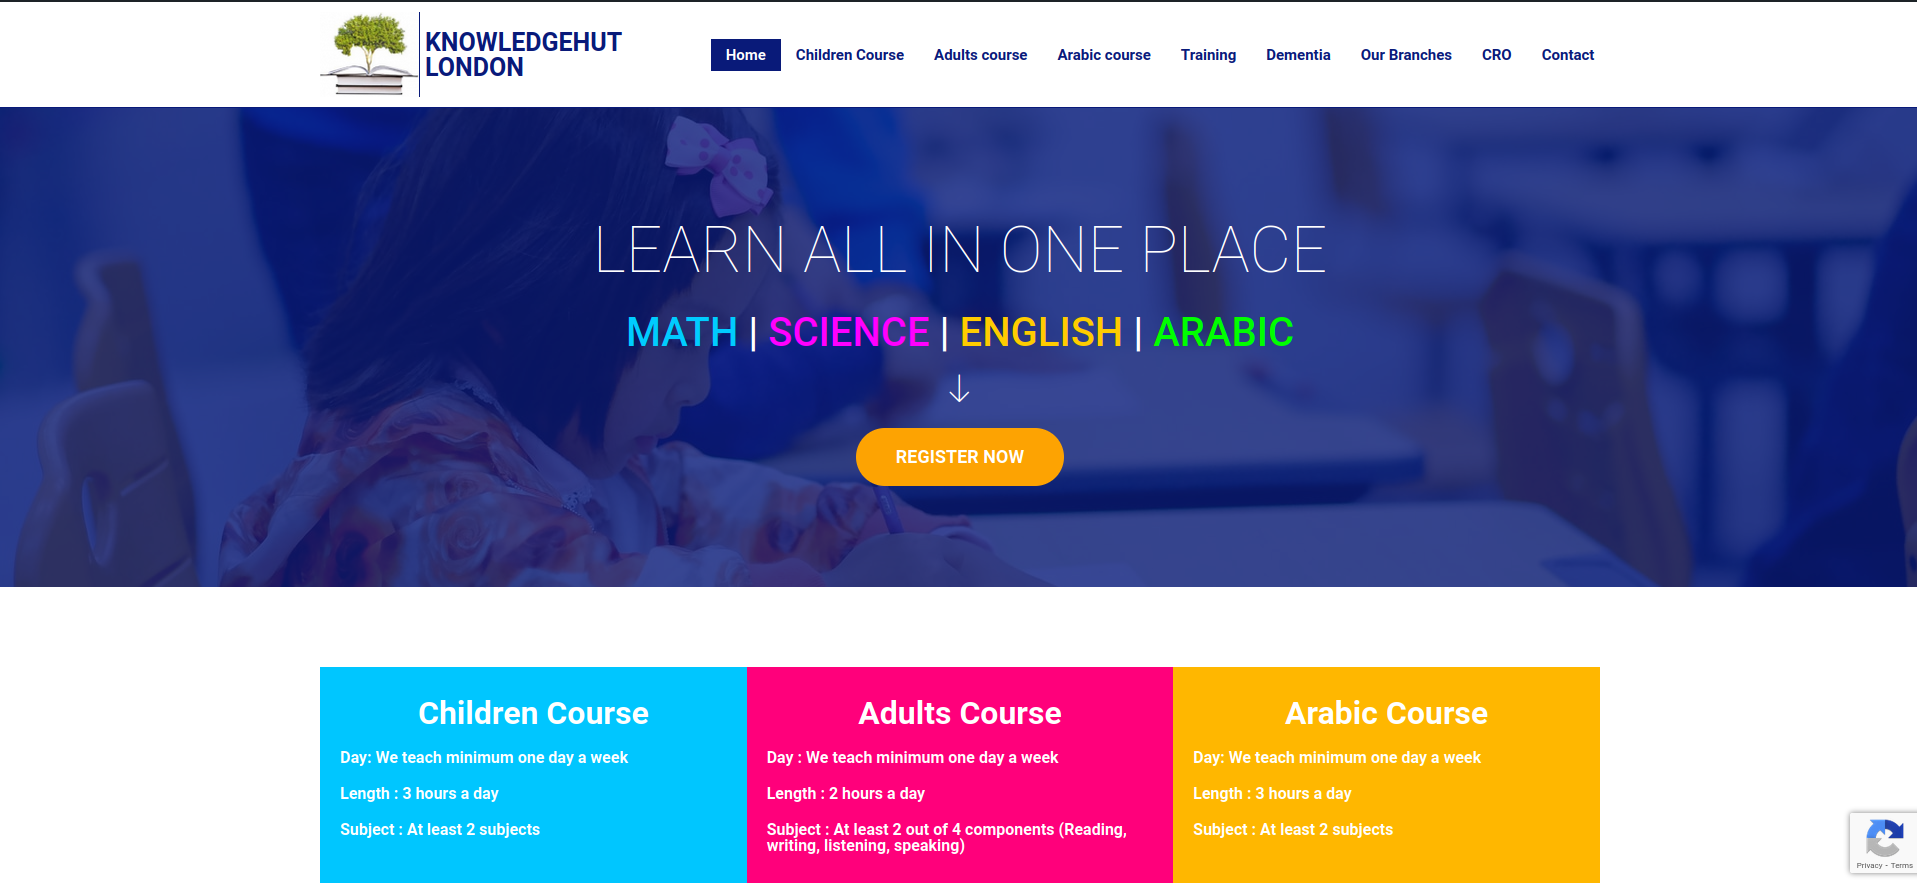 KNOWLEDGEHUT
LONDON
Home
Children Course
Adults course
Arabic course
Training
Dementia
Our Branches
CRO
Contact
LEARN ALL IN ONE PLACE
MATH | SCIENCE | ENGLISH | ARABIC
REGISTER NOW
Children Course
Day: We teach minimum one day a week
Length : 3 hours a day
Subject : At least 2 subjects
Adults Course
Day : We teach minimum one day a week
Length : 2 hours a day
Subject : At least 2 out of 4 components (Reading,
writing, listening, speaking)
Arabic Course
Day: We teach minimum one day a week
Length : 3 hours a day
Subject : At least 2 subjects
Privacy - Terms